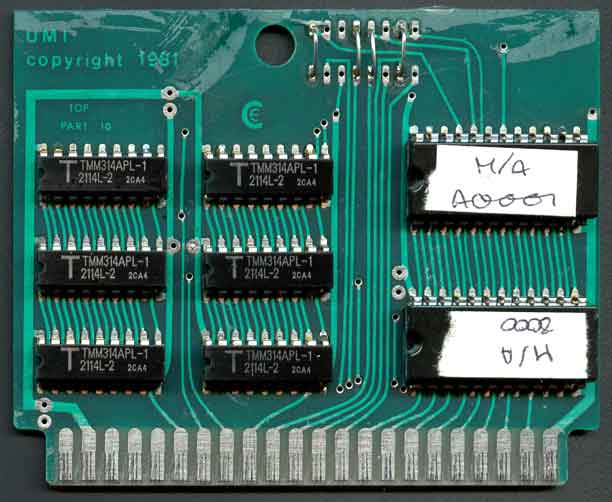 UMI
copyright 1981
TOP
PART 10
TMM314APL-1
2114L-2 2CA4
TMM314APL-1
2114L-2 2CA4
M/A
A0001
TMM314APL-1
2114L-2 2CA4
TMM314APL-1
2114L-2 2CA4
0002
M/A
TMM314APL-1
2114L-2 2CA4
TMM314APL-1
2114L-2 2CA4